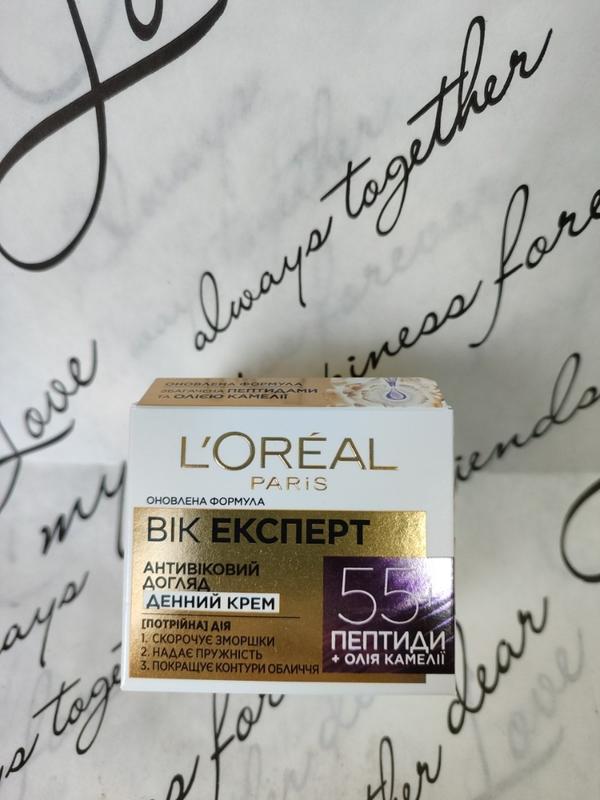 always together
happiness
Love
my
friends
ОНОВЛЕНА ФОРМУЛА
ЗБАГАЧЕНА ПЕПТИДАМИ
ТА ОЛІЄЮ КАМЕЛІЇ
L'ORÉAL
PARIS
ОНОВЛЕНА ФОРМУЛА
ВІК ЕКСПЕРТ
АНТИВІКОВИЙ
ДОГЛЯД
ДЕННИЙ КРЕМ
[ПОТРІЙНА] ДІЯ
1. СКОРОЧУЄ ЗМОРШКИ
2. НАДАЄ ПРУЖНІСТЬ
3. ПОКРАЩУЄ КОНТУРИ ОБЛИЧЧЯ
55+
ПЕПТИДИ
+ ОЛІЯ КАМЕЛІЇ
dear